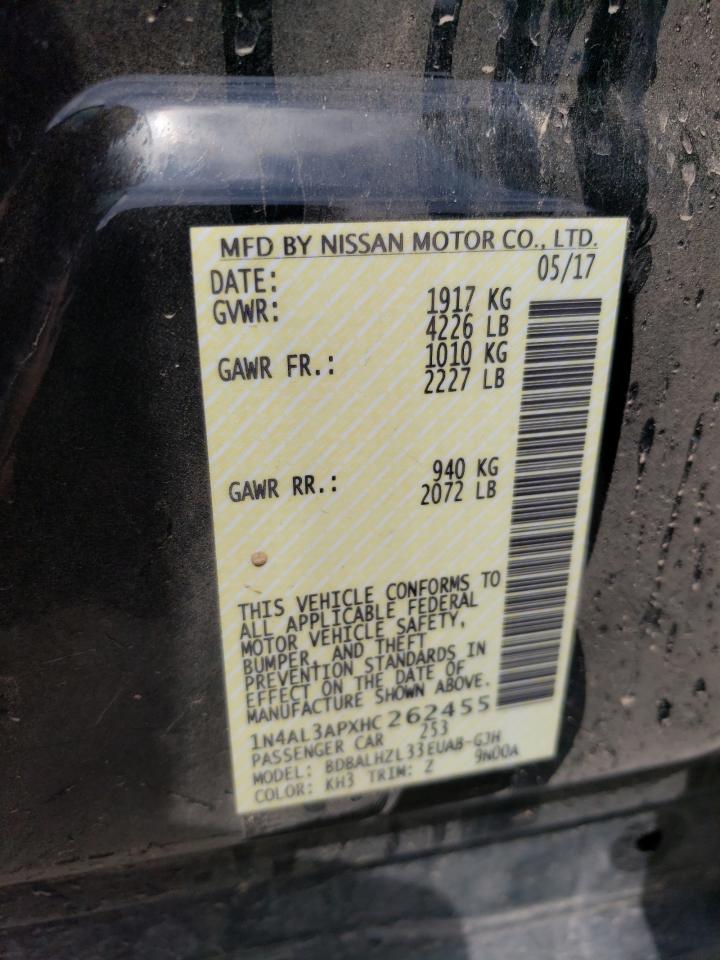 MFD BY NISSAN MOTOR CO., LTD.
DATE: 05/17
GVWR: 1917 KG
4226 LB
GAWR FR.: 1010 KG
2227 LB
GAWR RR.: 940 KG
2072 LB
THIS VEHICLE CONFORMS TO
ALL APPLICABLE FEDERAL
MOTOR VEHICLE SAFETY,
BUMPER, AND THEFT
PREVENTION STANDARDS IN
EFFECT ON THE DATE OF
MANUFACTURE SHOWN ABOVE.
1N4AL3APXHC262455
PASSENGER CAR 253
MODEL: BDBALHZL33EUAB-GJH
COLOR: KH3 TRIM: Z 9N00A